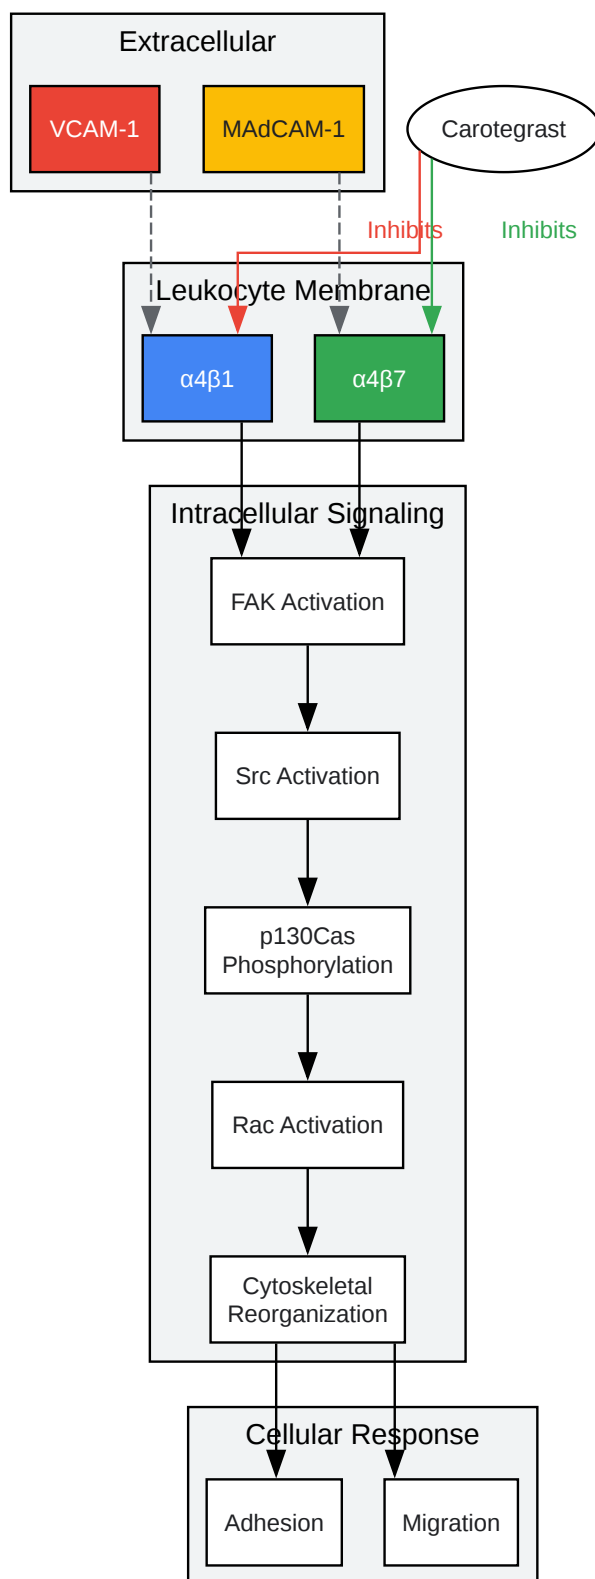 Extracellular
VCAM-1
MAdCAM-1
Carotegrast
Inhibits
Inhibits
Leukocyte Membrane
α4β1
α4β7
Intracellular Signaling
FAK Activation
Src Activation
p130Cas
Phosphorylation
Rac Activation
Cytoskeletal
Reorganization
Cellular Response
Adhesion
Migration